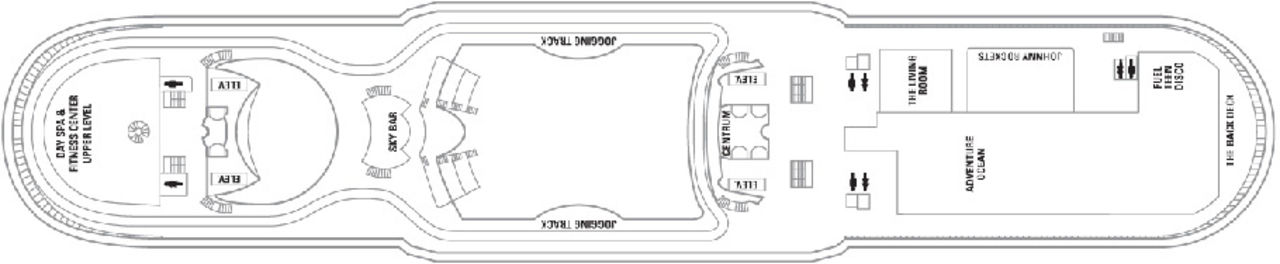 DAY SPA &
FITNESS CENTER
UPPER LEVEL
ELEV.
ELEV.
SKY BAR
JOGGING TRACK
JOGGING TRACK
ELEV.
CENTRUM
ELEV.
THE LIVING
ROOM
JOHNNY ROCKETS
ADVENTURE
OCEAN
FUEL
TEEN
DISCO
THE BACK DECK